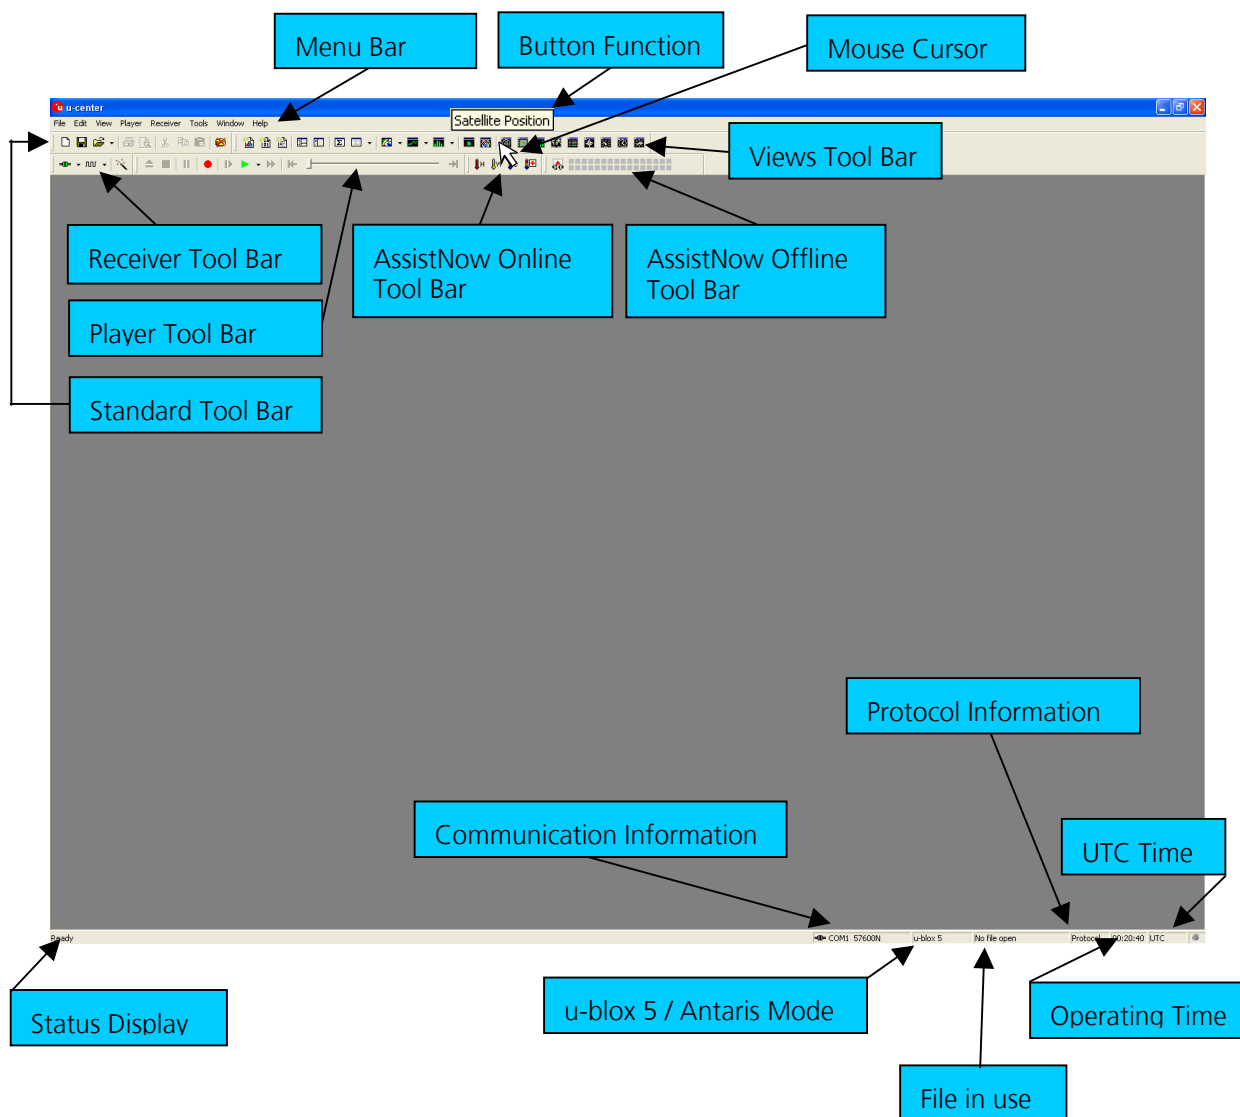 Menu Bar
Button Function
Mouse Cursor
u-center
Satellite Position
File Edit View Player Receiver Tools Window Help
Views Tool Bar
Receiver Tool Bar
AssistNow Online
Tool Bar
AssistNow Offline
Tool Bar
Player Tool Bar
Standard Tool Bar
Protocol Information
Communication Information
UTC Time
Ready
COM1 57600N
u-blox 5
No file open
Protocol
00:20:40
UTC
Status Display
u-blox 5 / Antaris Mode
Operating Time
File in use